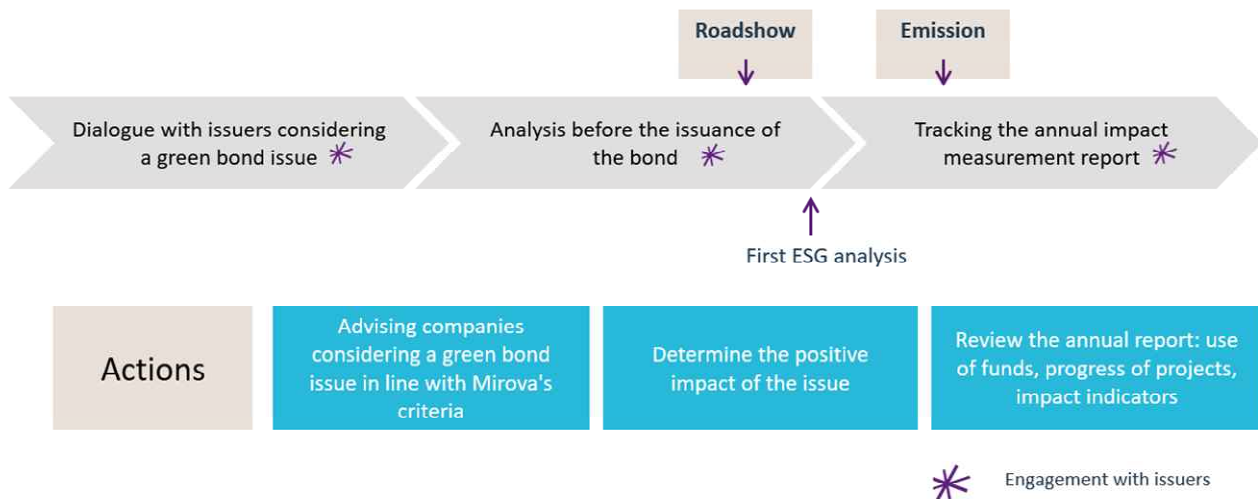 Roadshow
Emission
Dialogue with issuers considering
a green bond issue
Analysis before the issuance of
the bond
Tracking the annual impact
measurement report
First ESG analysis
Actions
Advising companies
considering a green bond
issue in line with Mirova's
criteria
Determine the positive
impact of the issue
Review the annual report: use
of funds, progress of projects,
impact indicators
Engagement with issuers